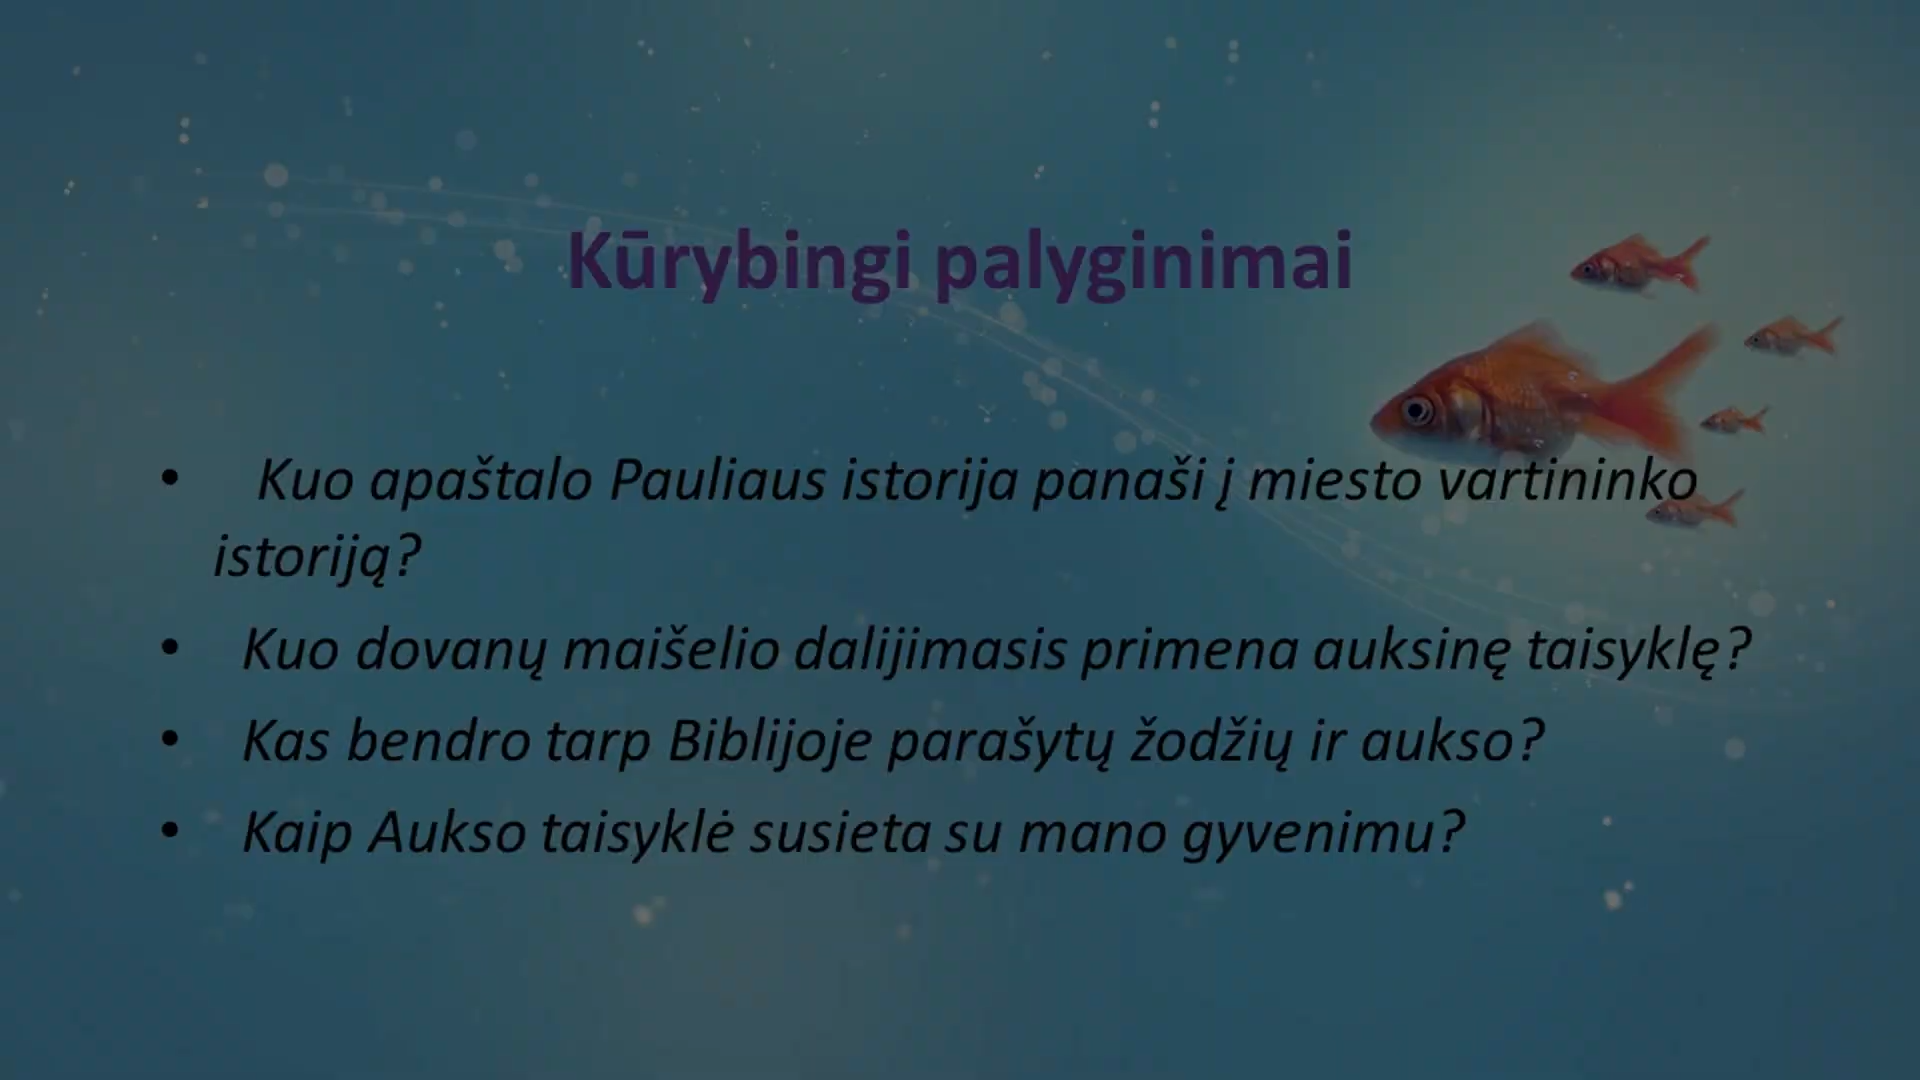 Kūrybingi palyginimai
• Kuo apaštalo Pauliaus istorija panaši į miesto vartininko
istoriją?
• Kuo dovanų maišelio dalijimasis primena auksinę taisyklę?
• Kas bendro tarp Biblijoje parašytų žodžių ir aukso?
• Kaip Aukso taisyklė susieta su mano gyvenimu?